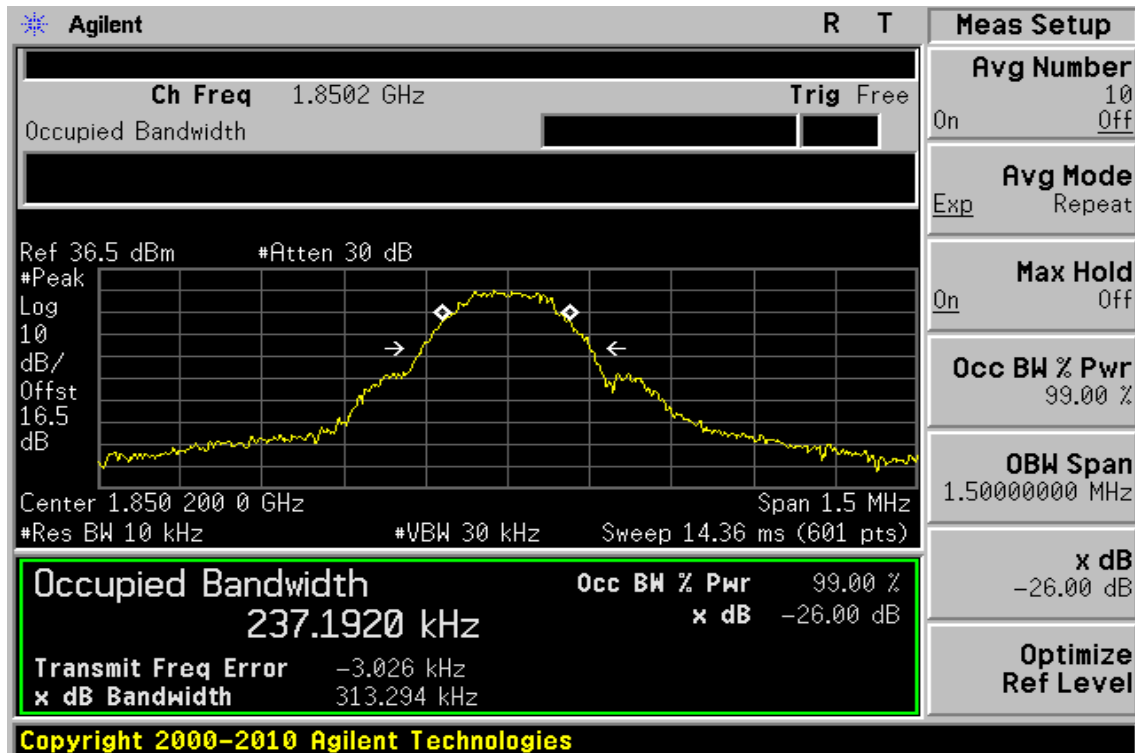 Agilent R T
Ch Freq 1.8502 GHz Trig Free
Occupied Bandwidth
Ref 36.5 dBm #Atten 30 dB
#Peak
Log
10
dB/
Offst
16.5
dB
Center 1.850 200 0 GHz Span 1.5 MHz
#Res BW 10 kHz #VBW 30 kHz Sweep 14.36 ms (601 pts)
Occupied Bandwidth
237.1920 kHz
Occ BW % Pwr 99.00 %
x dB -26.00 dB
Transmit Freq Error -3.026 kHz
x dB Bandwidth 313.294 kHz
Copyright 2000-2010 Agilent Technologies
Meas Setup
Avg Number
10
On Off
Avg Mode
Exp Repeat
Max Hold
On Off
Occ BW % Pwr
99.00 %
OBW Span
1.50000000 MHz
x dB
-26.00 dB
Optimize
Ref Level